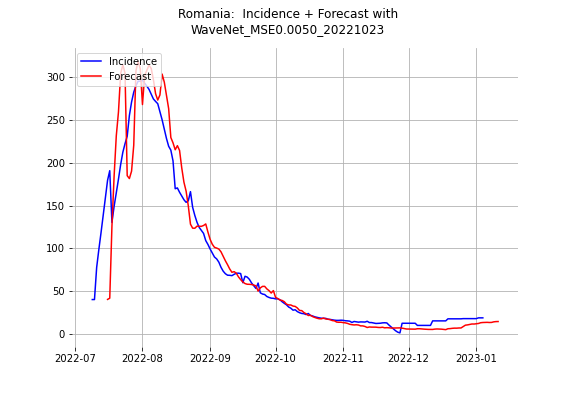 Romania:  Incidence + Forecast with
WaveNet_MSE0.0050_20221023
Incidence
Forecast
300
250
200
150
100
50
0
2022-07 2022-08 2022-09 2022-10 2022-11 2022-12 2023-01